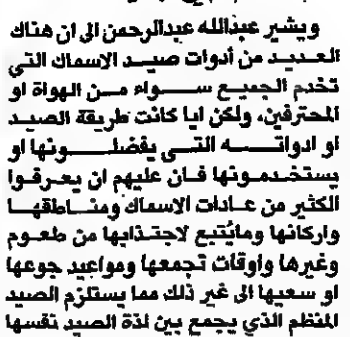 ويشير عبدالله عبدالرحمن الى ان هناك
العديد من أدوات صيد الاسماك التي
تخدم الجميع سواء من الهواة او
المحترفين، ولكن ايا كانت طريقة الصيد
او ادواته التي يفضلونها او
يستخدمونها فان عليهم ان يعرفوا
الكثير من عادات الاسماك ومناطقها
واركانها ومايتبع لاجتذابها من طعوم
وغيرها واوقات تجمعها ومواعيد جوعها
او سعيها الى غير ذلك مما يستلزم الصيد
المنظم الذي يجمع بين لذة الصيد نفسها